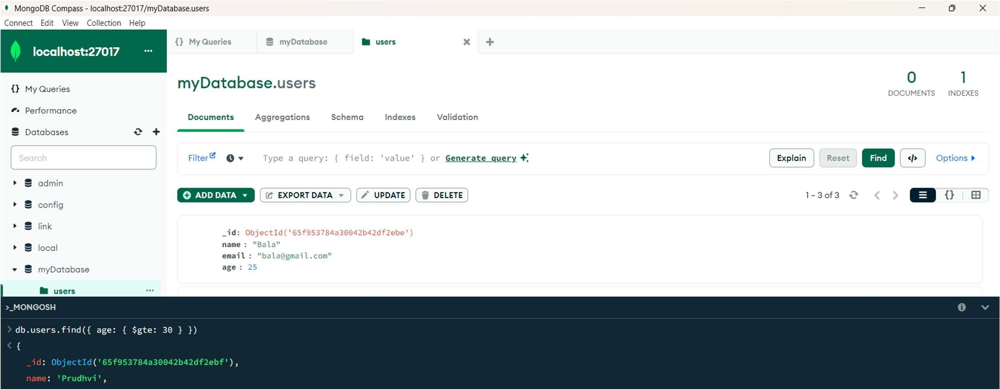 MongoDB Compass - localhost:27017/myDatabase.users
Connect Edit View Collection Help
localhost:27017 ...
{} My Queries
myDatabase
users
My Queries
Performance
Databases
Search
admin
config
link
local
myDatabase
users ...
myDatabase.users
0 DOCUMENTS
1 INDEXES
Documents Aggregations Schema Indexes Validation
Filter Type a query: { field: 'value' } or Generate query Explain Reset Find </> Options
ADD DATA EXPORT DATA UPDATE DELETE 1 – 3 of 3 {}
_id: ObjectId('65f953784a30042b42df2ebe')
name : "Bala"
email : "bala@gmail.com"
age : 25
>_MONGOSH
> db.users.find({ age: { $gte: 30 } })
< {
_id: ObjectId('65f953784a30042b42df2ebf'),
name: 'Prudhvi',